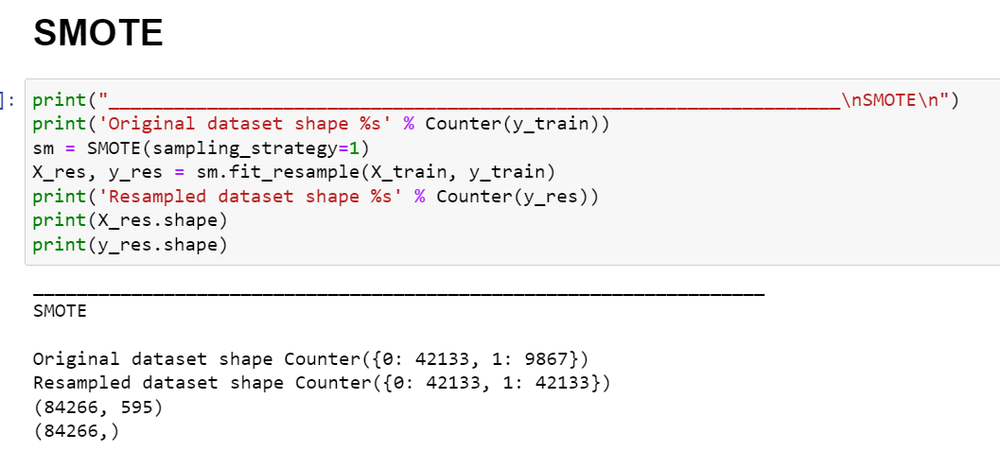 SMOTE
]: print("___________________________________________________________________\nSMOTE\n")
print('Original dataset shape %s' % Counter(y_train))
sm = SMOTE(sampling_strategy=1)
X_res, y_res = sm.fit_resample(X_train, y_train)
print('Resampled dataset shape %s' % Counter(y_res))
print(X_res.shape)
print(y_res.shape)
___________________________________________________________________
SMOTE
Original dataset shape Counter({0: 42133, 1: 9867})
Resampled dataset shape Counter({0: 42133, 1: 42133})
(84266, 595)
(84266,)